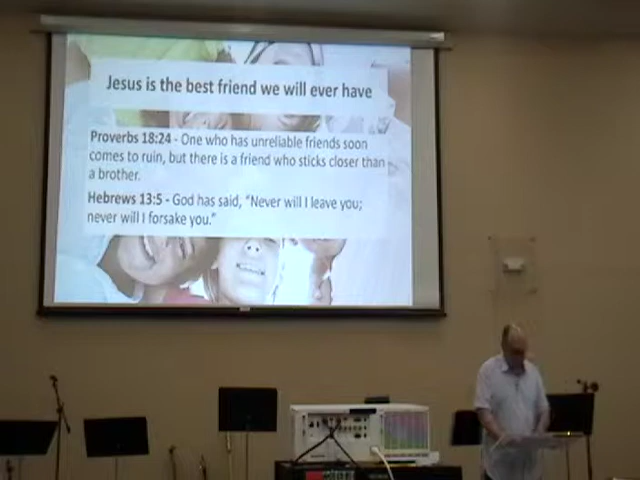 Jesus is the best friend we will ever have
Proverbs 18:24 - One who has unreliable friends soon
comes to ruin, but there is a friend who sticks closer than
a brother.
Hebrews 13:5 - God has said, “Never will I leave you;
never will I forsake you.”